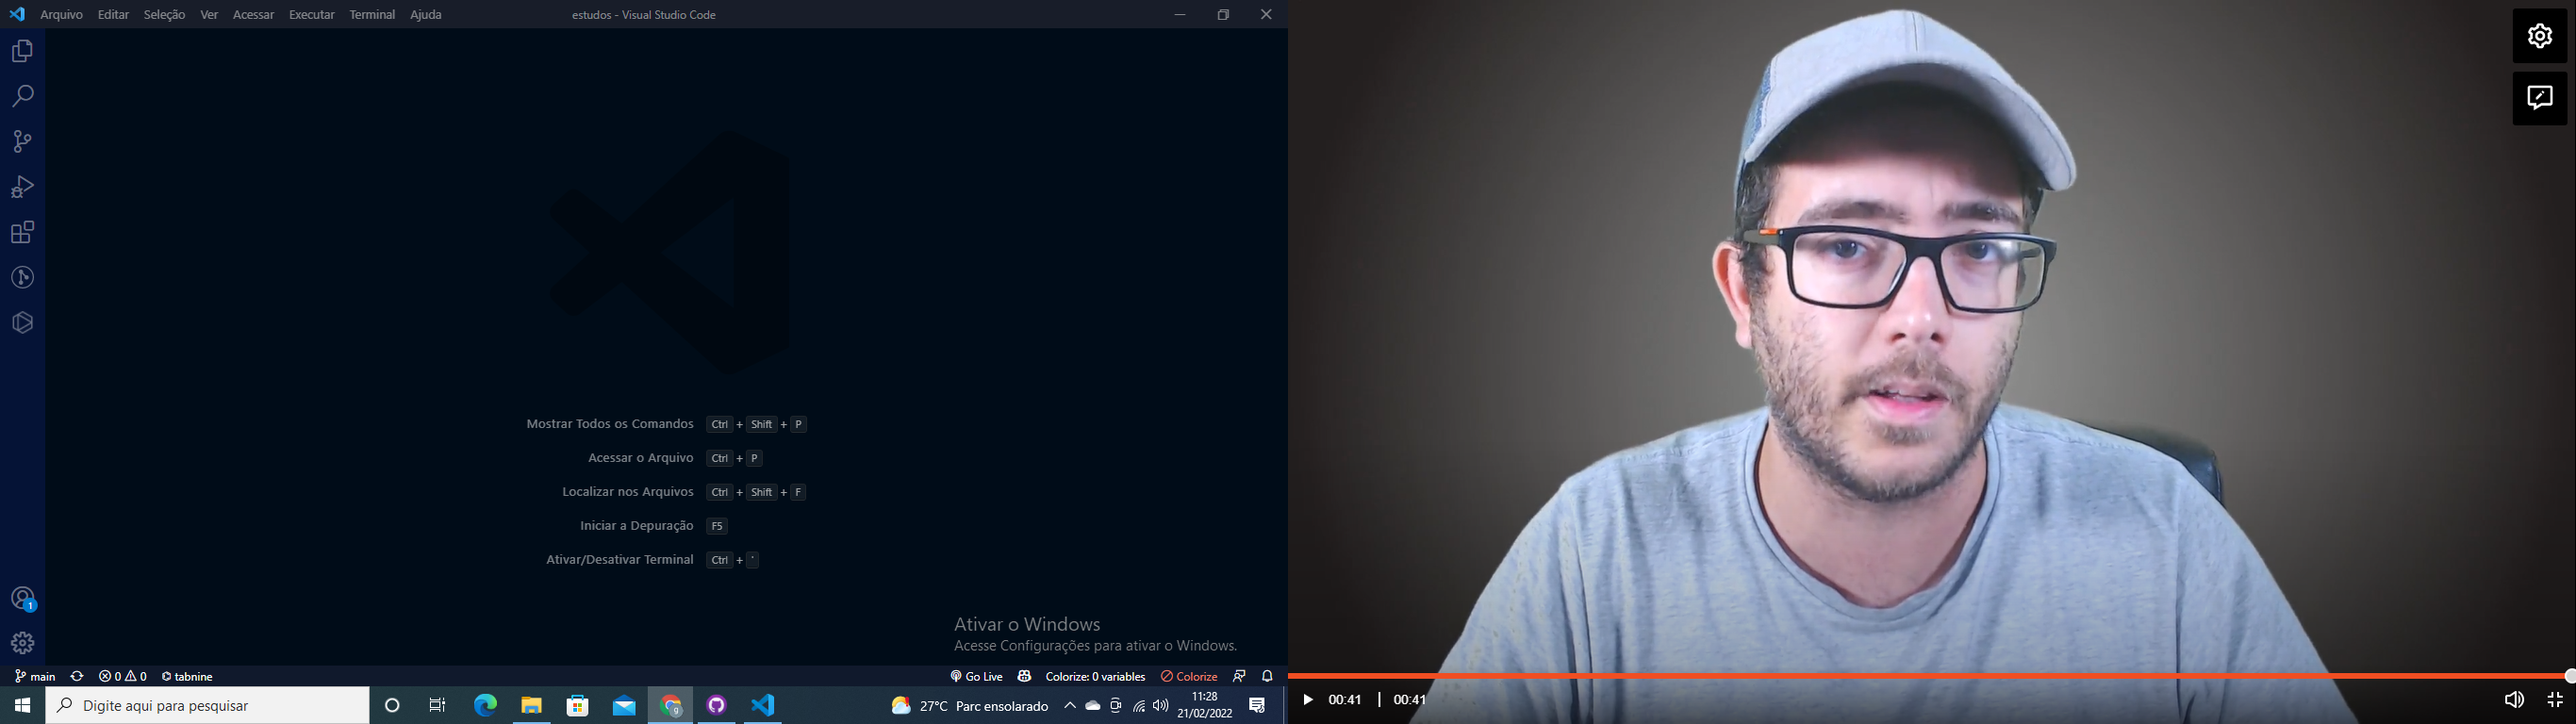 Arquivo Editar Seleção Ver Acessar Executar Terminal Ajuda estudos - Visual Studio Code
Mostrar Todos os Comandos Ctrl + Shift + P
Acessar o Arquivo Ctrl + P
Localizar nos Arquivos Ctrl + Shift + F
Iniciar a Depuração F5
Ativar/Desativar Terminal Ctrl + `
1
Ativar o Windows
Acesse Configurações para ativar o Windows.
main 0 0 tabnine Go Live Colorize: 0 variables Colorize
Digite aqui para pesquisar g 27°C Parc ensolarado 11:28
21/02/2022
00:41 | 00:41